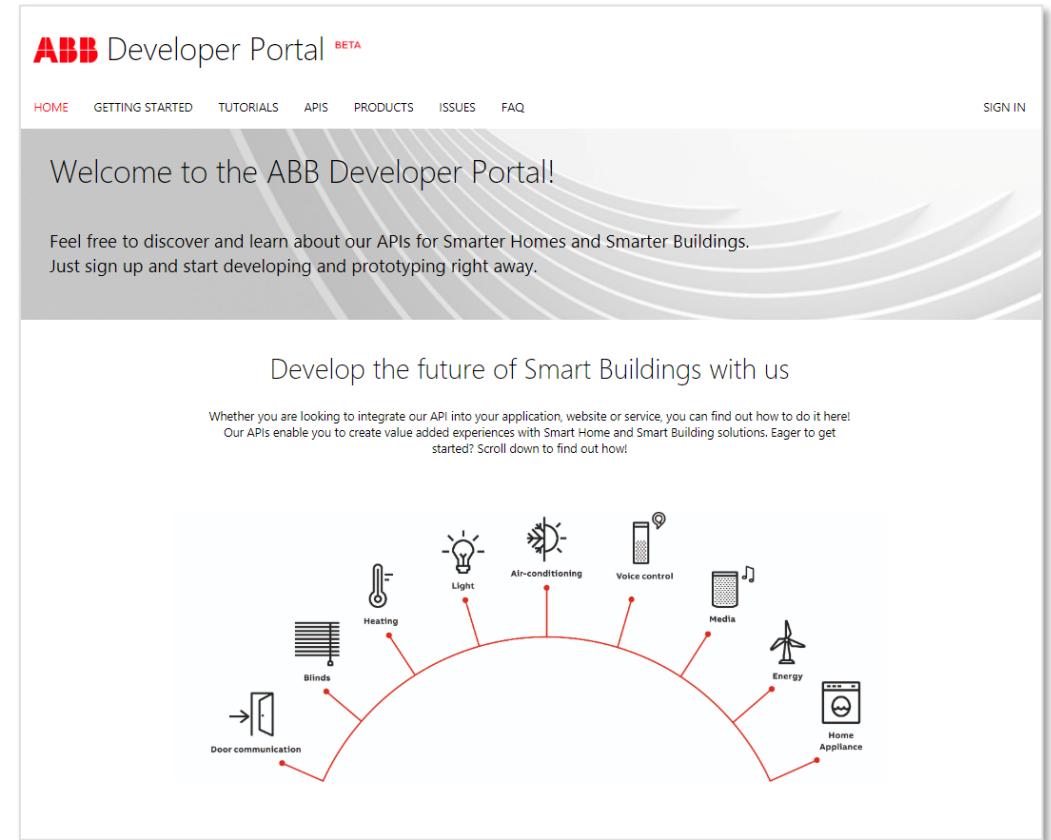 ABB Developer Portal BETA
HOME GETTING STARTED TUTORIALS APIS PRODUCTS ISSUES FAQ SIGN IN
Welcome to the ABB Developer Portal!
Feel free to discover and learn about our APIs for Smarter Homes and Smarter Buildings.
Just sign up and start developing and prototyping right away.
Develop the future of Smart Buildings with us
Whether you are looking to integrate our API into your application, website or service, you can find out how to do it here!
Our APIs enable you to create value added experiences with Smart Home and Smart Building solutions. Eager to get
started? Scroll down to find out how!
Door communication
Blinds
Heating
Light
Air-conditioning
Voice control
Media
Energy
Home
Appliance